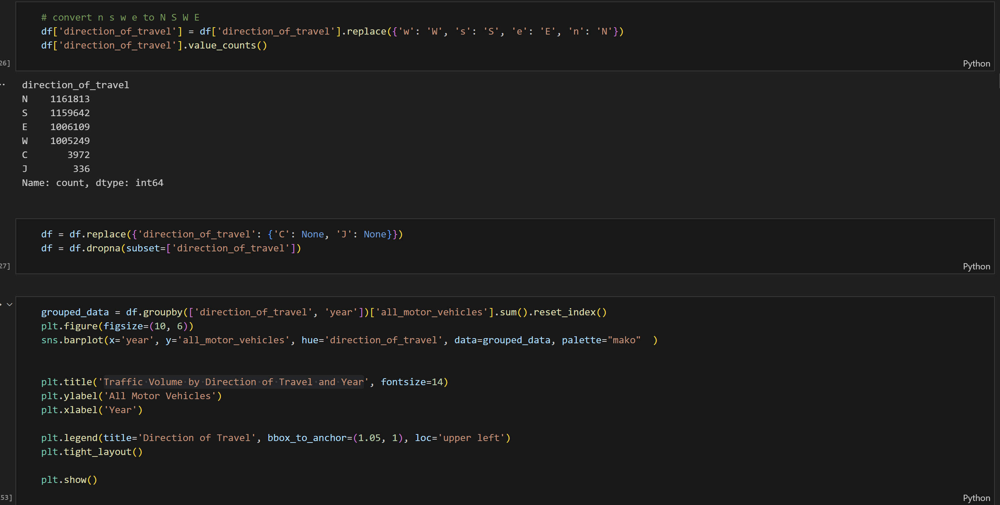 # convert n s w e to N S W E
df['direction_of_travel'] = df['direction_of_travel'].replace({'w': 'W', 's': 'S', 'e': 'E', 'n': 'N'})
df['direction_of_travel'].value_counts()
26]
Python
direction_of_travel
N    1161813
S    1159642
E    1006109
W    1005249
C       3972
J        336
Name: count, dtype: int64
df = df.replace({'direction_of_travel': {'C': None, 'J': None}})
df = df.dropna(subset=['direction_of_travel'])
27]
Python
grouped_data = df.groupby(['direction_of_travel', 'year'])['all_motor_vehicles'].sum().reset_index()
plt.figure(figsize=(10, 6))
sns.barplot(x='year', y='all_motor_vehicles', hue='direction_of_travel', data=grouped_data, palette="mako"  )
plt.title('Traffic Volume by Direction of Travel and Year', fontsize=14)
plt.ylabel('All Motor Vehicles')
plt.xlabel('Year')
plt.legend(title='Direction of Travel', bbox_to_anchor=(1.05, 1), loc='upper left')
plt.tight_layout()
plt.show()
53]
Python